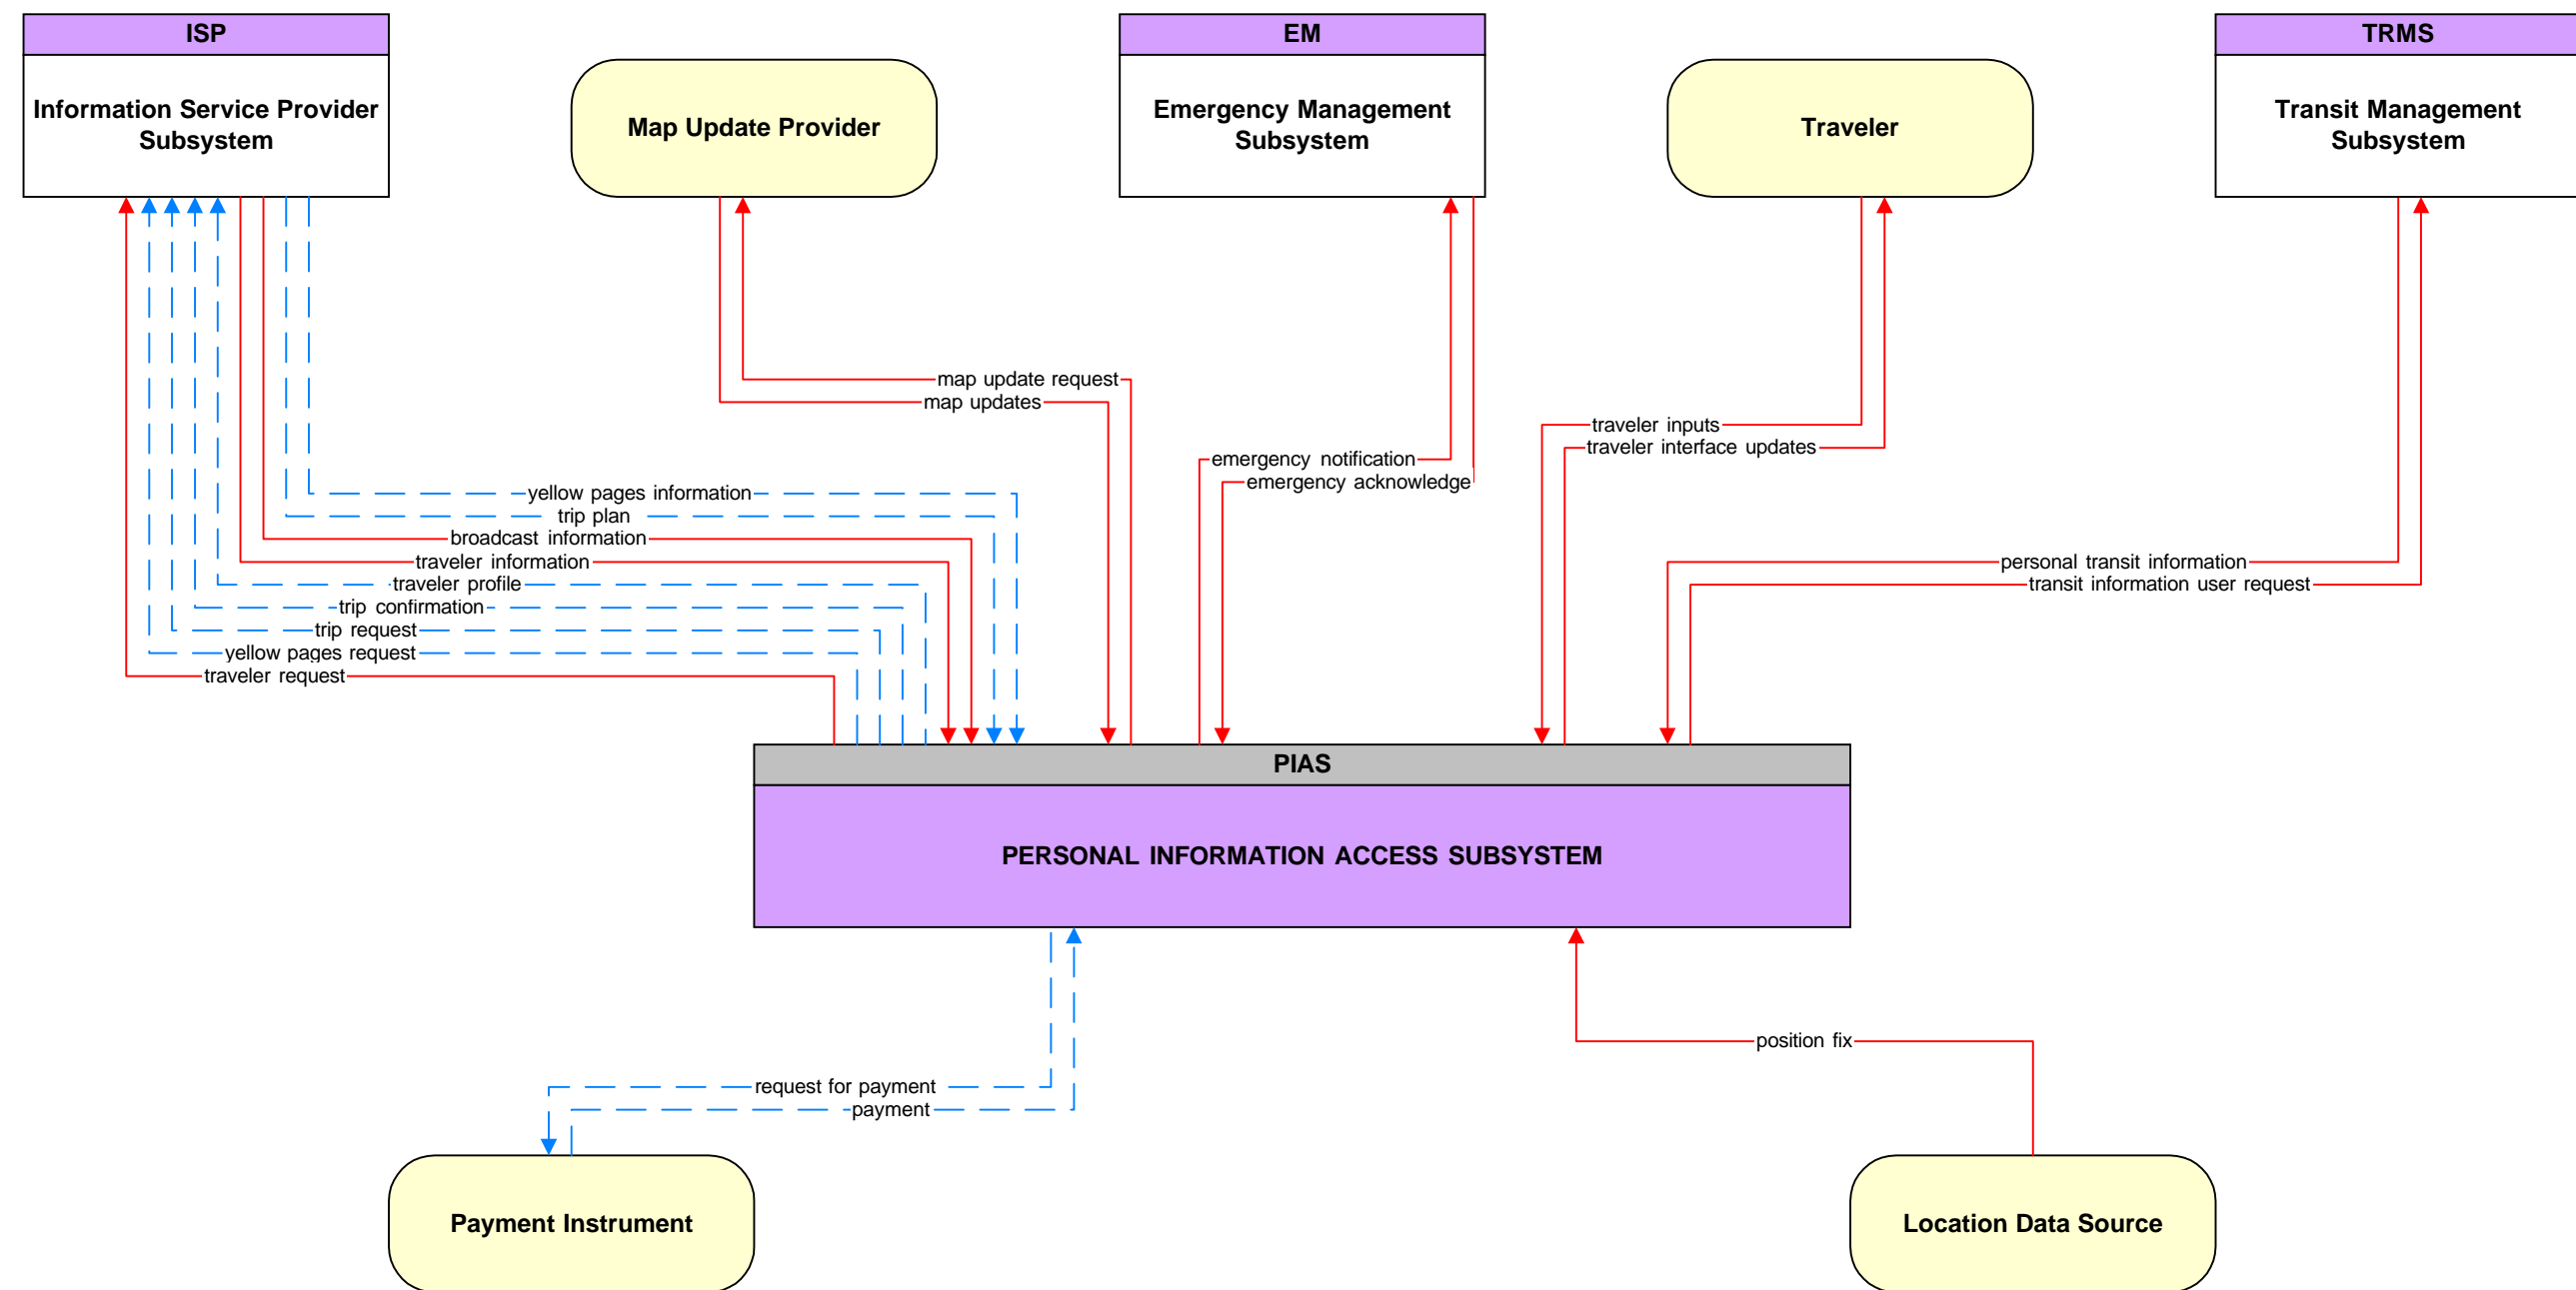 ISP
EM
TRMS
Information Service Provider
Subsystem
Map Update Provider
Emergency Management
Subsystem
Traveler
Transit Management
Subsystem
map update request
map updates
traveler inputs
traveler interface updates
emergency notification
emergency acknowledge
yellow pages information
trip plan
broadcast information
traveler information
traveler profile
trip confirmation
trip request
yellow pages request
traveler request
personal transit information
transit information user request
PIAS
PERSONAL INFORMATION ACCESS SUBSYSTEM
position fix
request for payment
payment
Payment Instrument
Location Data Source